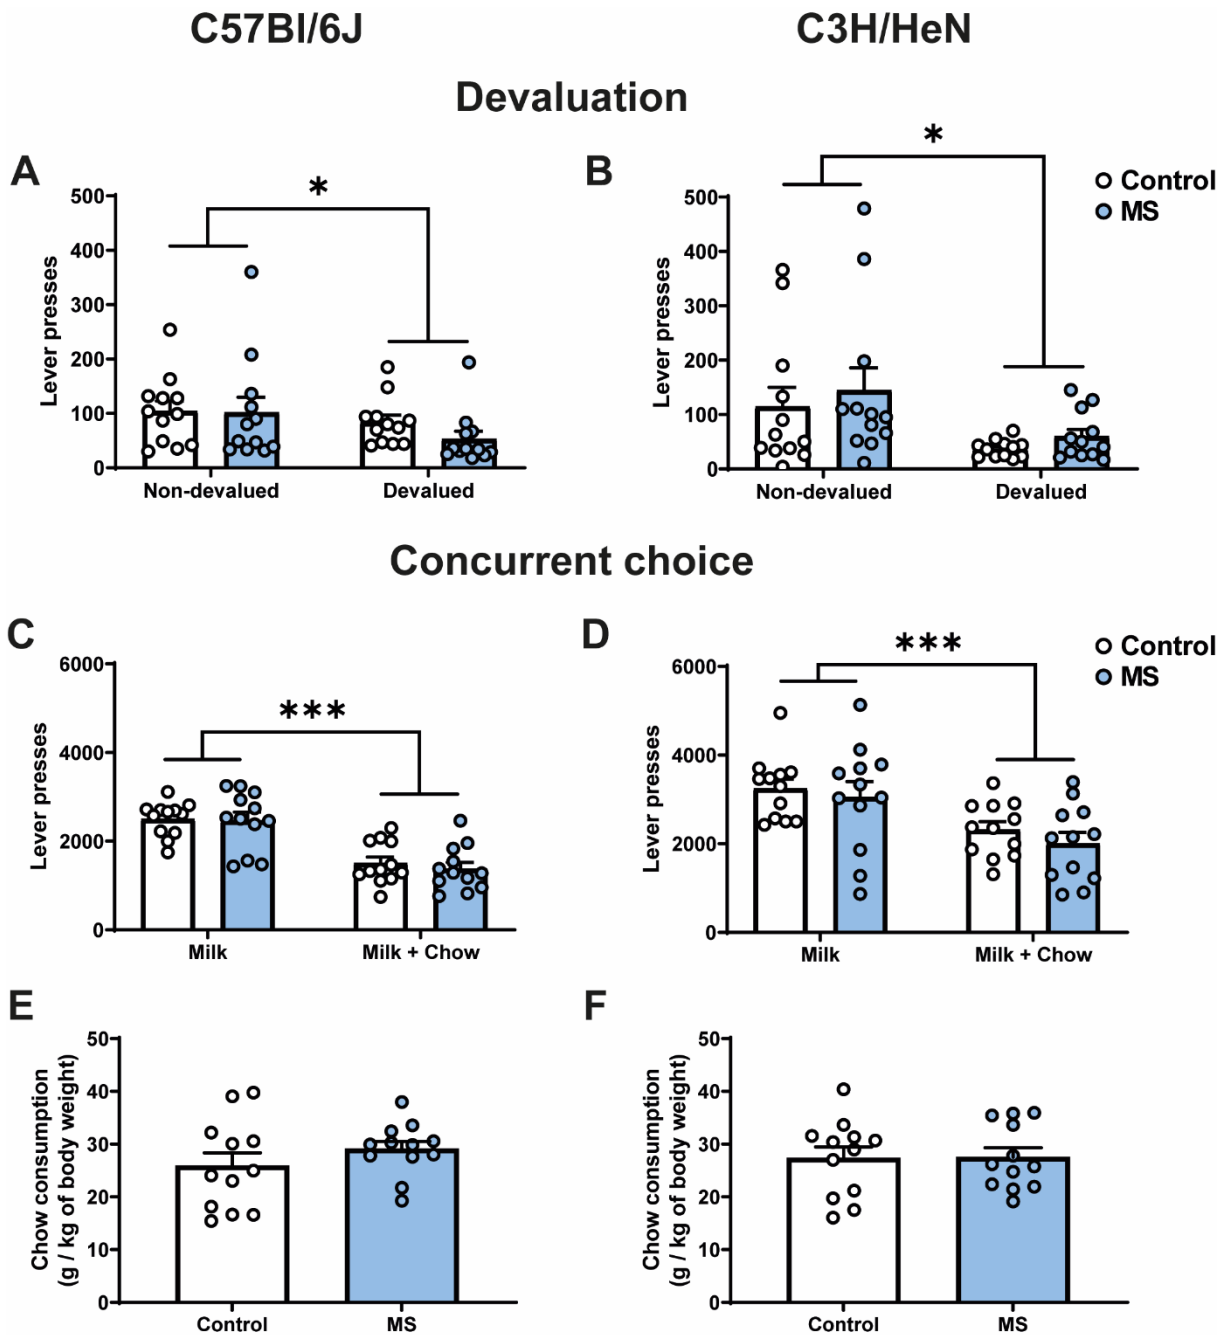 C57Bl/6J
C3H/HeN
Devaluation
A
*
Lever presses
500
400
300
200
100
0
Non-devalued
Devalued
B
*
Control
MS
Lever presses
500
400
300
200
100
0
Non-devalued
Devalued
Concurrent choice
C
***
Lever presses
6000
4000
2000
0
Milk
Milk + Chow
D
***
Control
MS
Lever presses
6000
4000
2000
0
Milk
Milk + Chow
E
Chow consumption
(g / kg of body weight)
50
40
30
20
10
0
Control
MS
F
Chow consumption
(g / kg of body weight)
50
40
30
20
10
0
Control
MS